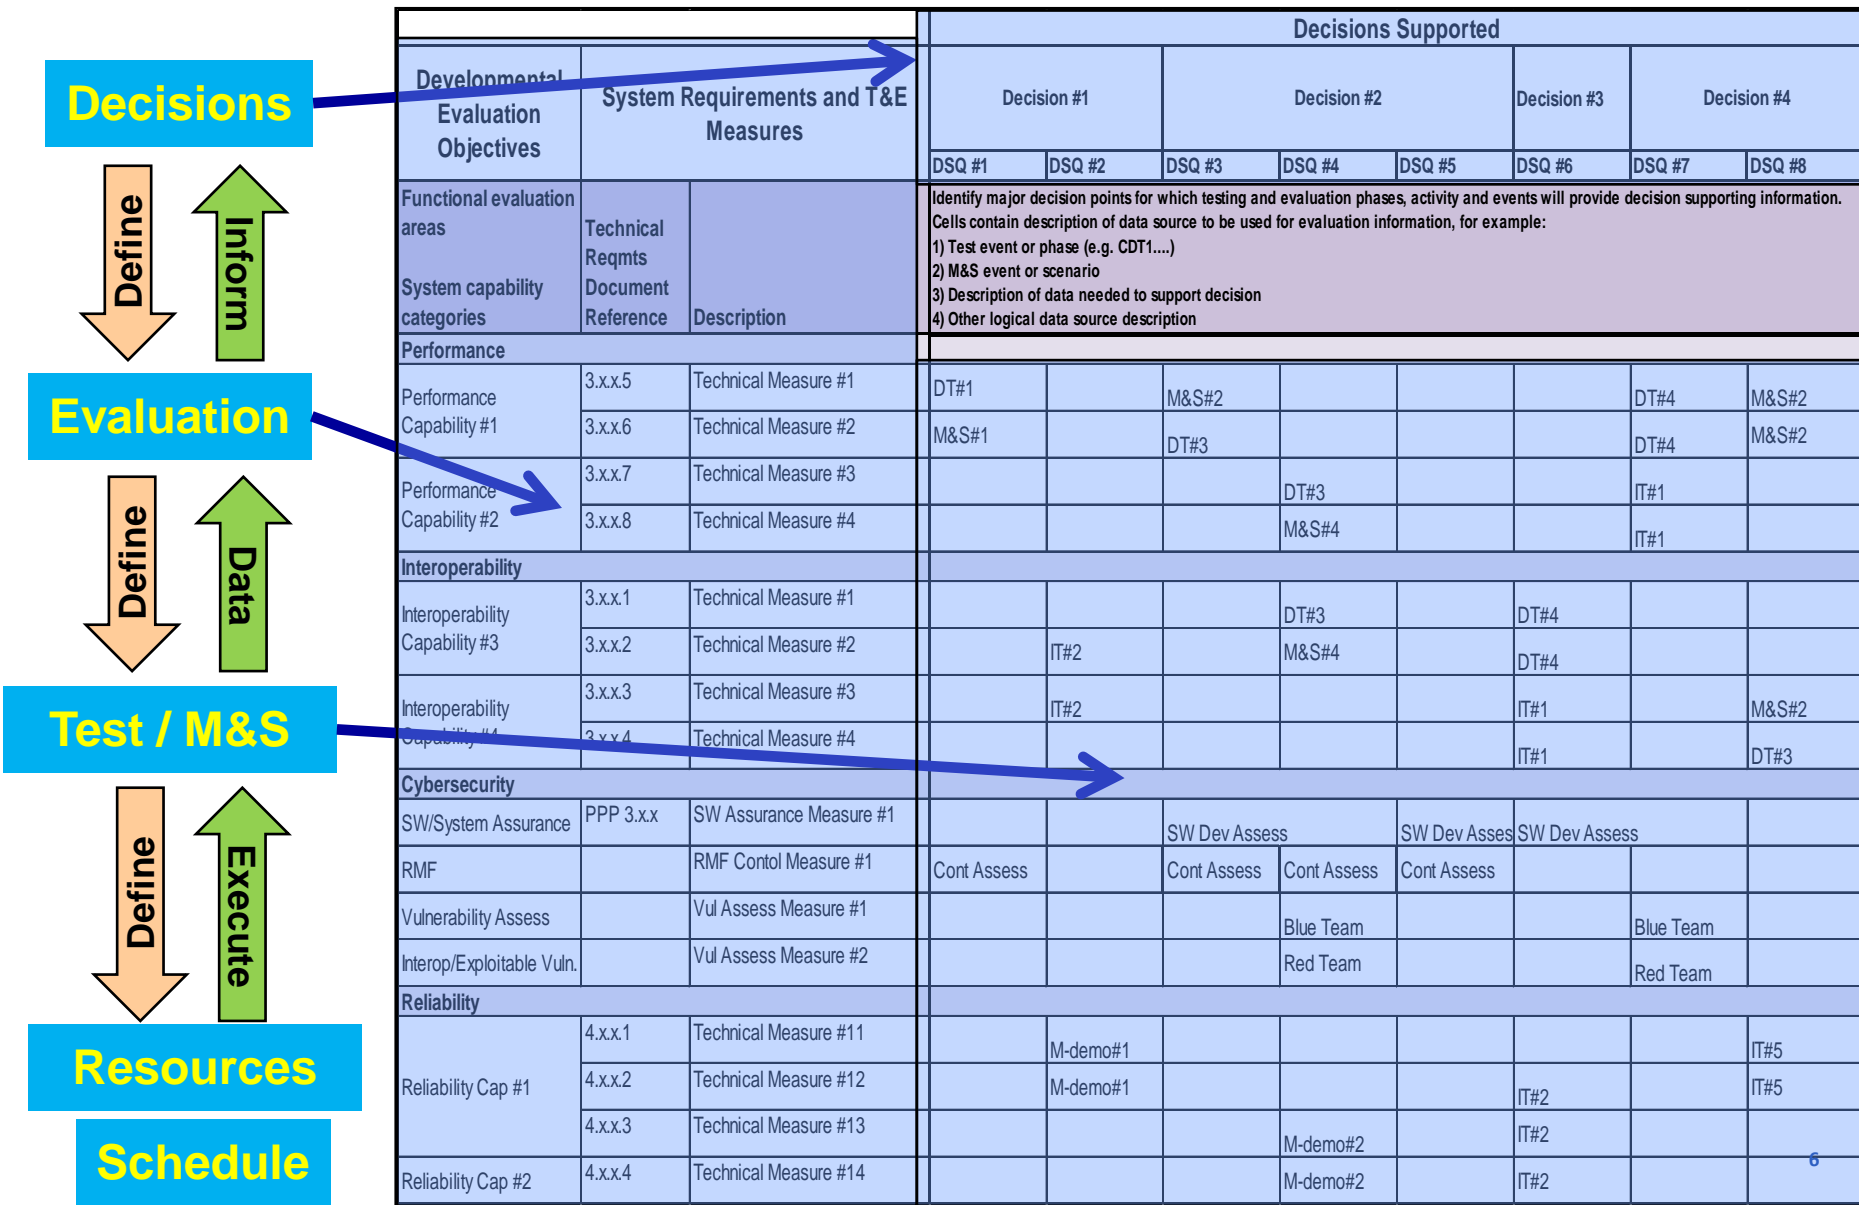 Decisions
Define
Inform
Evaluation
Define
Data
Test / M&S
Define
Execute
Resources
Schedule
Decisions Supported
Developmental
Evaluation
Objectives
System Requirements and T&E
Measures
Decision #1
Decision #2
Decision #3
Decision #4
DSQ #1
DSQ #2
DSQ #3
DSQ #4
DSQ #5
DSQ #6
DSQ #7
DSQ #8
Functional evaluation
areas
System capability
categories
Technical
Reqmts
Document
Reference
Description
Identify major decision points for which testing and evaluation phases, activity and events will provide decision supporting information.
Cells contain description of data source to be used for evaluation information, for example:
1) Test event or phase (e.g. CDT1....)
2) M&S event or scenario
3) Description of data needed to support decision
4) Other logical data source description
Performance
Performance
Capability #1
3.x.x.5 Technical Measure #1 DT#1 M&S#2 DT#4 M&S#2
3.x.x.6 Technical Measure #2 M&S#1 DT#3 DT#4 M&S#2
Performance
Capability #2
3.x.x.7 Technical Measure #3 DT#3 IT#1
3.x.x.8 Technical Measure #4 M&S#4 IT#1
Interoperability
Interoperability
Capability #3
3.x.x.1 Technical Measure #1 DT#3 DT#4
3.x.x.2 Technical Measure #2 IT#2 M&S#4 DT#4
Interoperability
Capability #4
3.x.x.3 Technical Measure #3 IT#2 IT#1 M&S#2
3.x.x.4 Technical Measure #4 IT#1 DT#3
Cybersecurity
SW/System Assurance PPP 3.x.x SW Assurance Measure #1 SW Dev Assess SW Dev Asses SW Dev Assess
RMF RMF Contol Measure #1 Cont Assess Cont Assess Cont Assess Cont Assess
Vulnerability Assess Vul Assess Measure #1 Blue Team Blue Team
Interop/Exploitable Vuln. Vul Assess Measure #2 Red Team Red Team
Reliability
Reliability Cap #1
4.x.x.1 Technical Measure #11 M-demo#1 IT#5
4.x.x.2 Technical Measure #12 M-demo#1 IT#2 IT#5
4.x.x.3 Technical Measure #13 M-demo#2 IT#2
Reliability Cap #2 4.x.x.4 Technical Measure #14 M-demo#2 IT#2
6